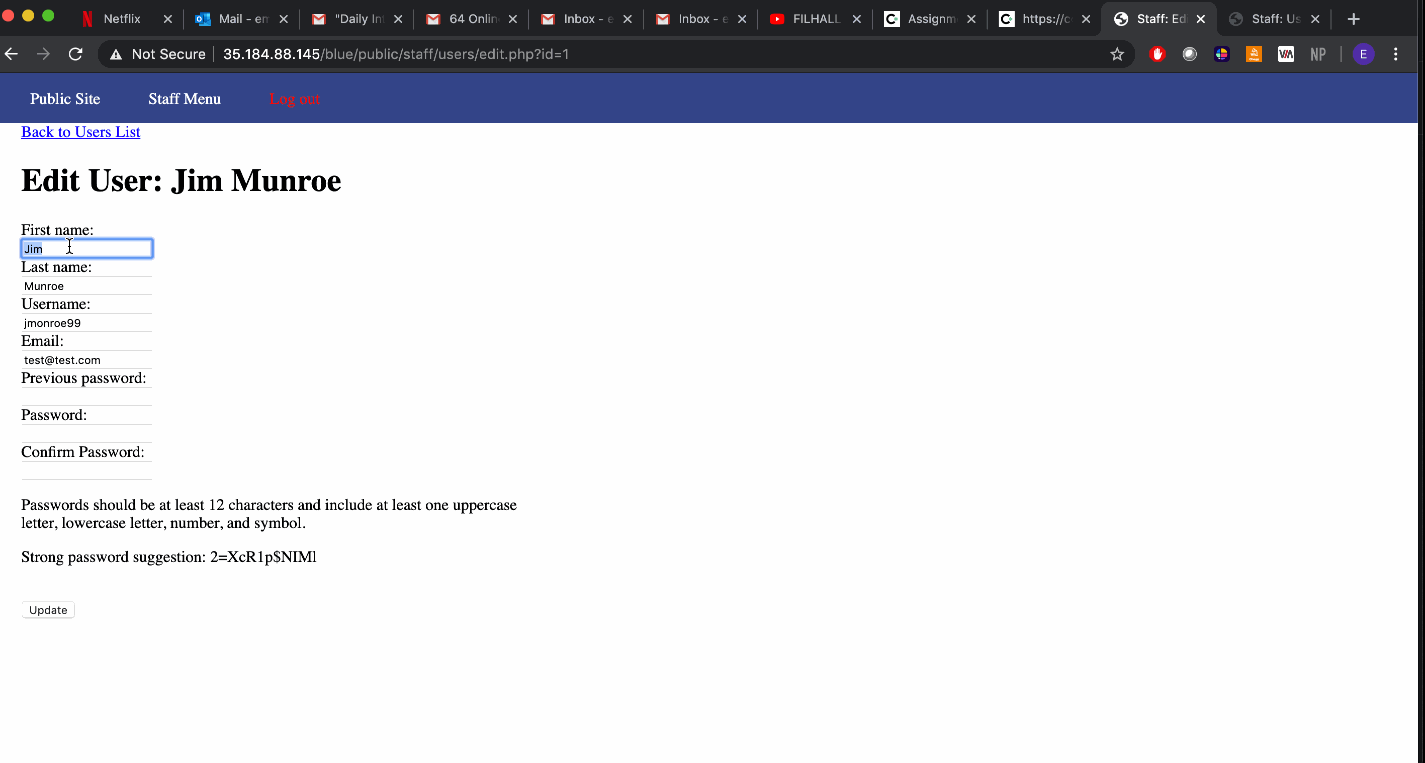 Netflix Mail - em "Daily In 64 Onlin Inbox - e Inbox - e FILHALL Assignm https://c Staff: Ed Staff: Us
Not Secure 35.184.88.145/blue/public/staff/users/edit.php?id=1 VIA NP E
Public Site Staff Menu Log out
Back to Users List
Edit User: Jim Munroe
First name:
Jim
Last name:
Munroe
Username:
jmonroe99
Email:
test@test.com
Previous password:
Password:
Confirm Password:
Passwords should be at least 12 characters and include at least one uppercase
letter, lowercase letter, number, and symbol.
Strong password suggestion: 2=XcR1p$NIMl
Update